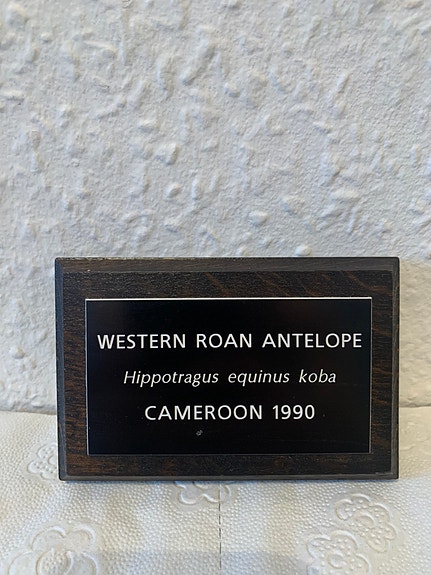 WESTERN ROAN ANTELOPE
Hippotragus equinus koba
CAMEROON 1990